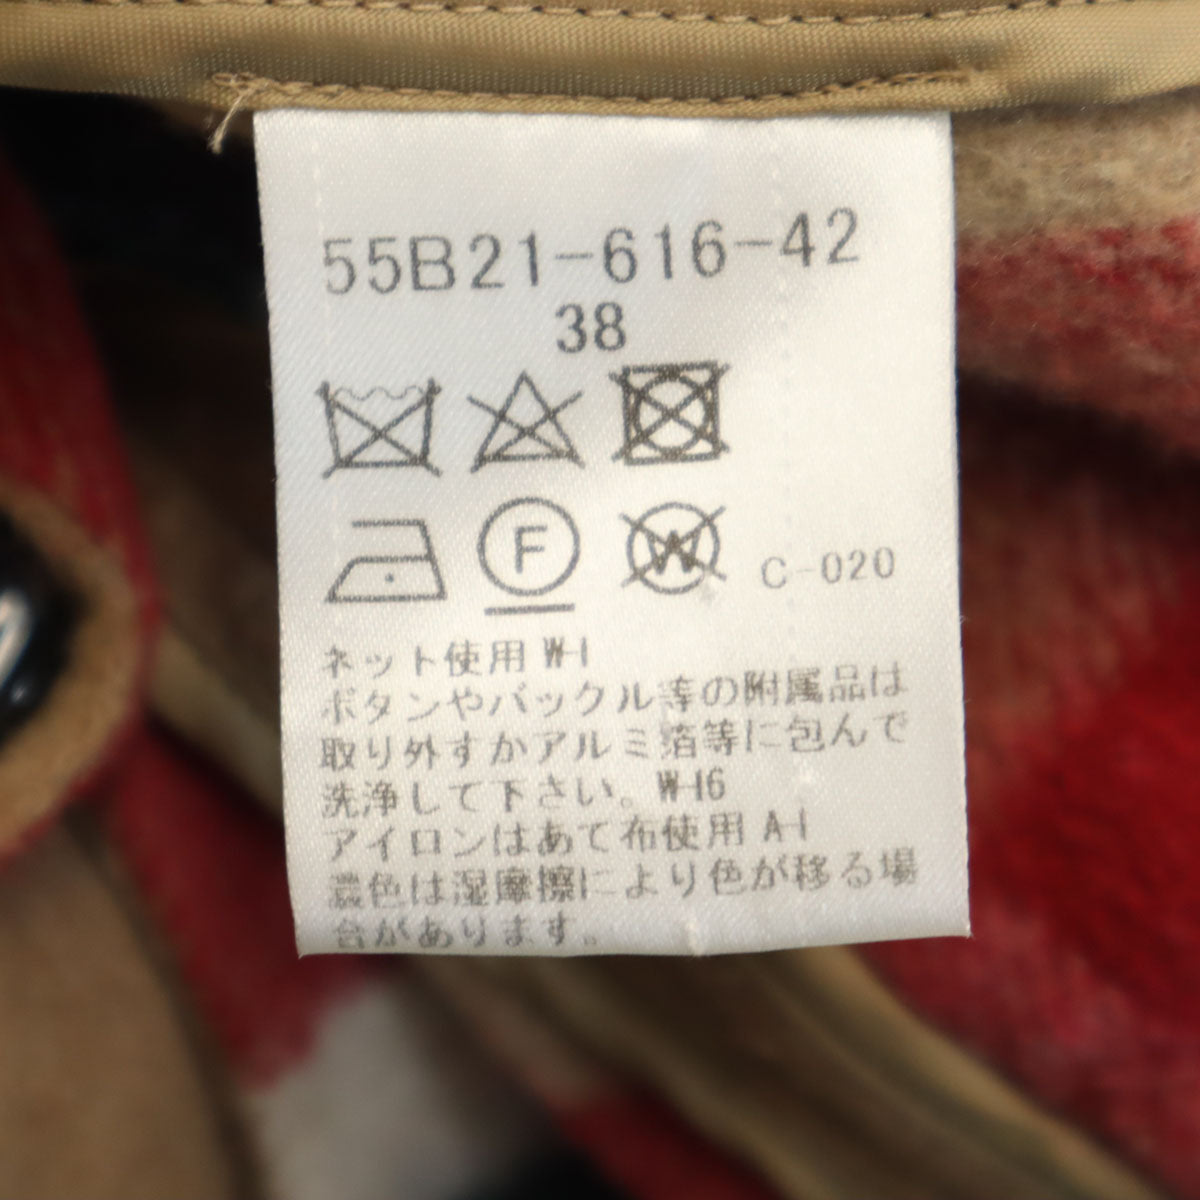 55B21-616-42
38
F W C-020
ネット使用 W-1
ボタンやバックル等の附属品は
取り外すかアルミ箔等に包んで
洗浄して下さい。W-16
アイロンはあて布使用 A-1
濃色は湿摩擦により色が移る場
合があります。